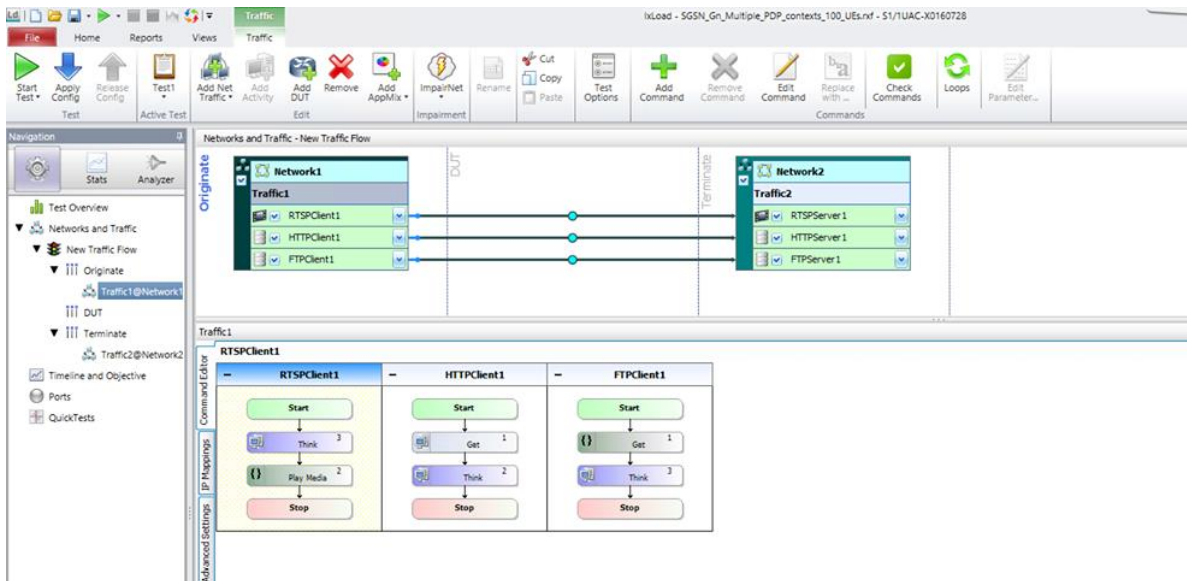 Ld
Traffic
IxLoad - SGSN_Gn_Multiple_PDP_contexts_100_UEs.rxf - S1/1UAC-X0160728
File Home Reports Views Traffic
Start Test Apply Config Release Config Test1 Add Net Traffic Add Activity Add DUT Remove Add AppMix ImpairNet Rename Cut Copy Paste Test Options Add Command Remove Command Edit Command Replace with ... Check Commands Loops Edit Parameter...
Test Active Test Edit Impairment Commands
Navigation
Stats Analyzer
Test Overview
Networks and Traffic
New Traffic Flow
Originate
Traffic1@Network1
DUT
Terminate
Traffic2@Network2
Timeline and Objective
Ports
QuickTests
Networks and Traffic - New Traffic Flow
Originate
DUT
Terminate
Network1
Traffic1
RTSPClient1
HTTPClient1
FTPClient1
Network2
Traffic2
RTSPServer1
HTTPServer1
FTPServer1
Traffic1
Command Editor
IP Mappings
Advanced Settings
RTSPClient1
RTSPClient1 HTTPClient1 FTPClient1
Start Start Start
Think 3 Get 1 Get 1
Play Media 2 Think 2 Think 3
Stop Stop Stop